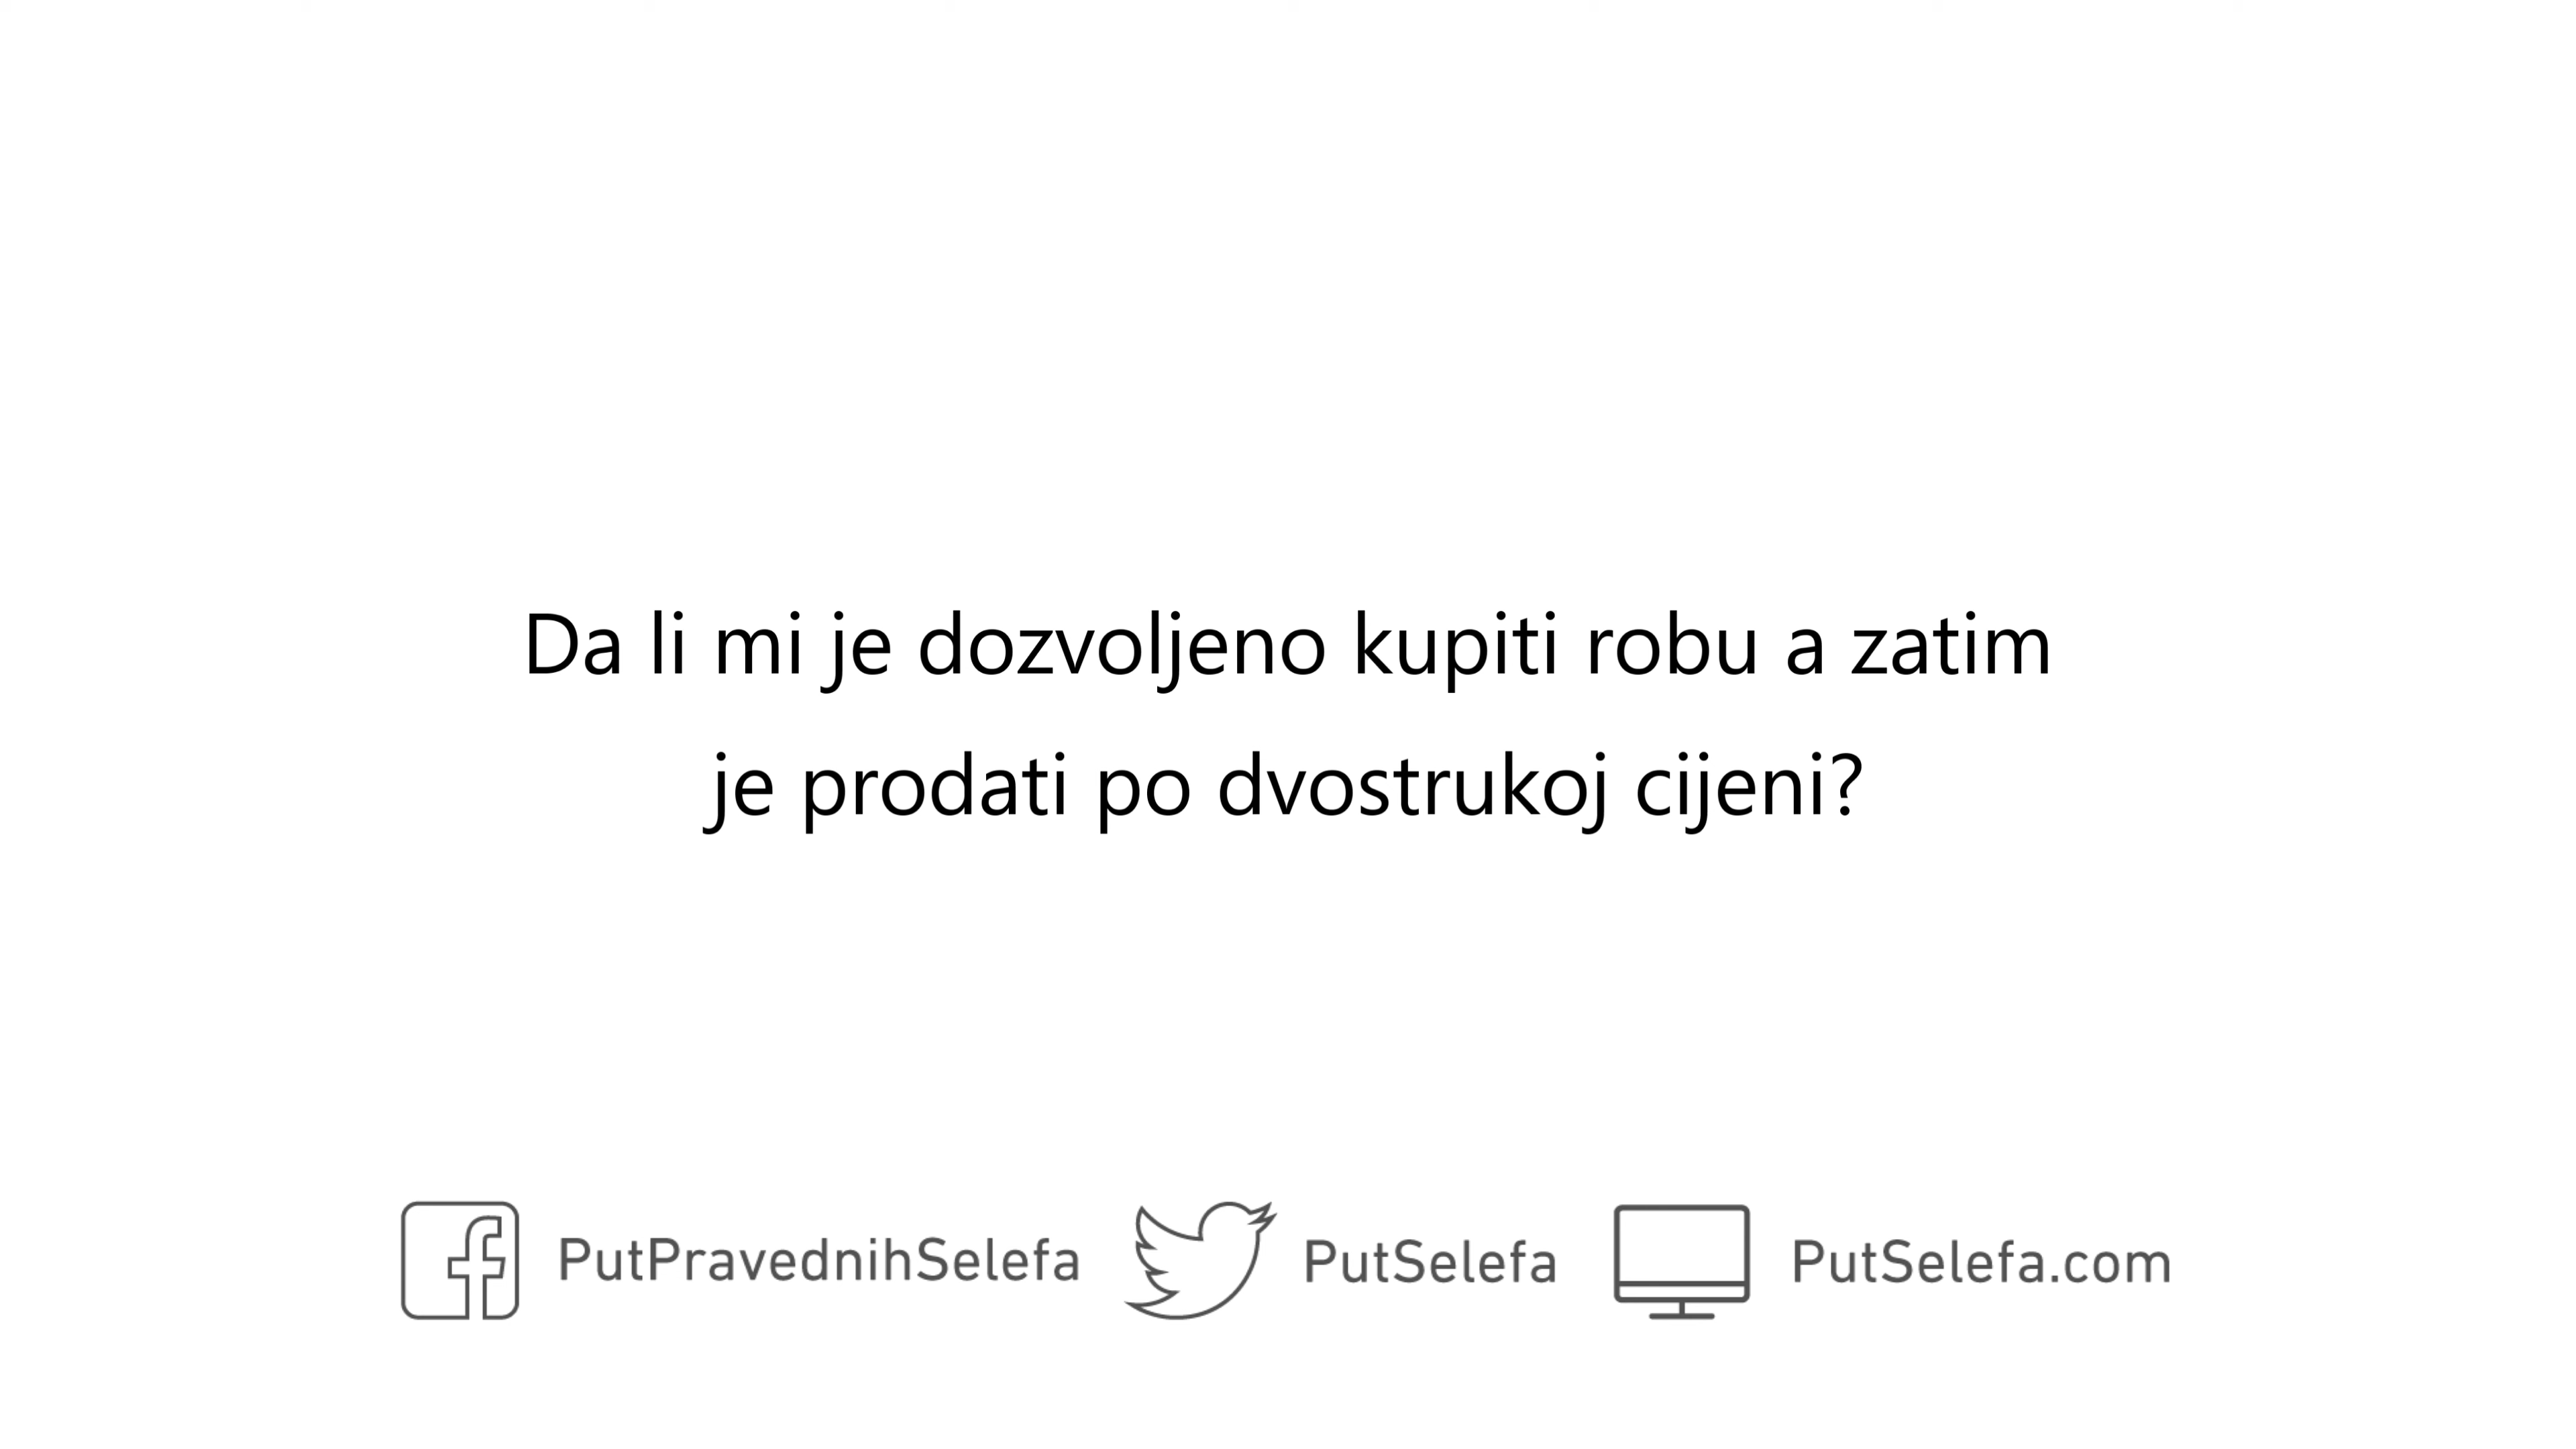 Da li mi je dozvoljeno kupiti robu a zatim
je prodati po dvostrukoj cijeni?
PutPravednihSelefa PutSelefa PutSelefa.com